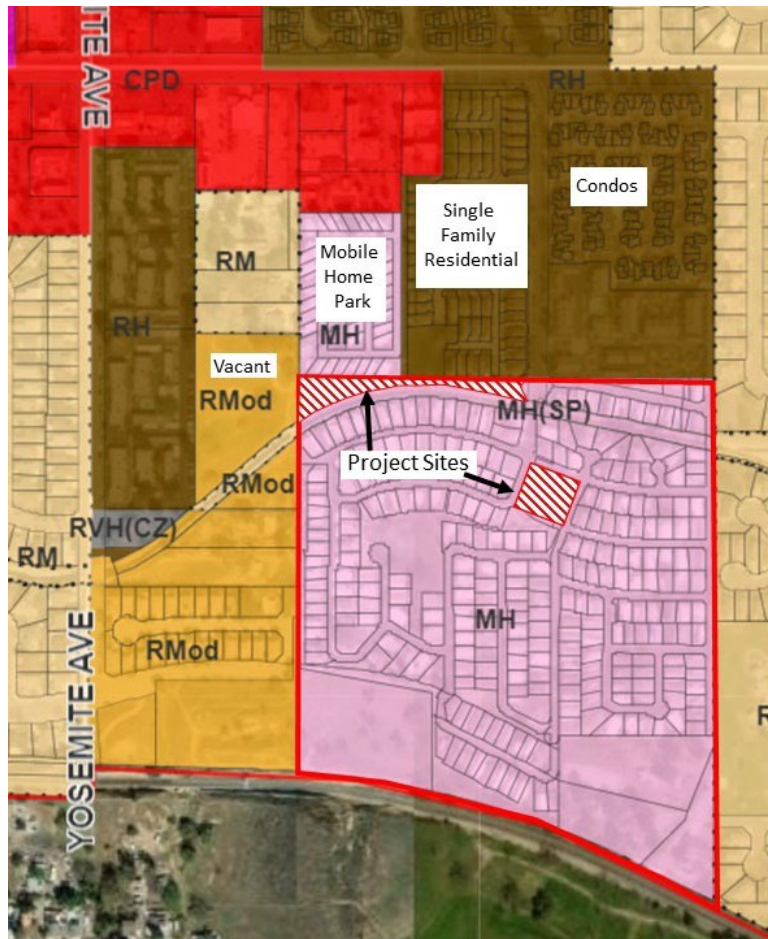 ITE AVE
CPD
RH
Condos
Single
Family
Residential
RM
Mobile
Home
Park
RH
MH
Vacant
RMod
MH(SP)
Project Sites
RMod
RVH(CZ)
RM
MH
RMod
YOSEMITE AVE
R